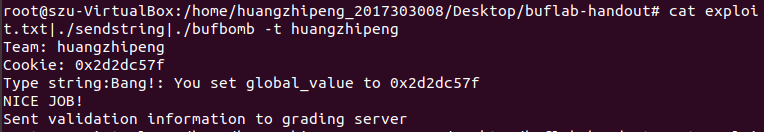 root@szu-VirtualBox:/home/huangzhipeng_2017303008/Desktop/buflab-handout# cat exploi
t.txt|./sendstring|./bufbomb -t huangzhipeng
Team: huangzhipeng
Cookie: 0x2d2dc57f
Type string:Bang!: You set global_value to 0x2d2dc57f
NICE JOB!
Sent validation information to grading server